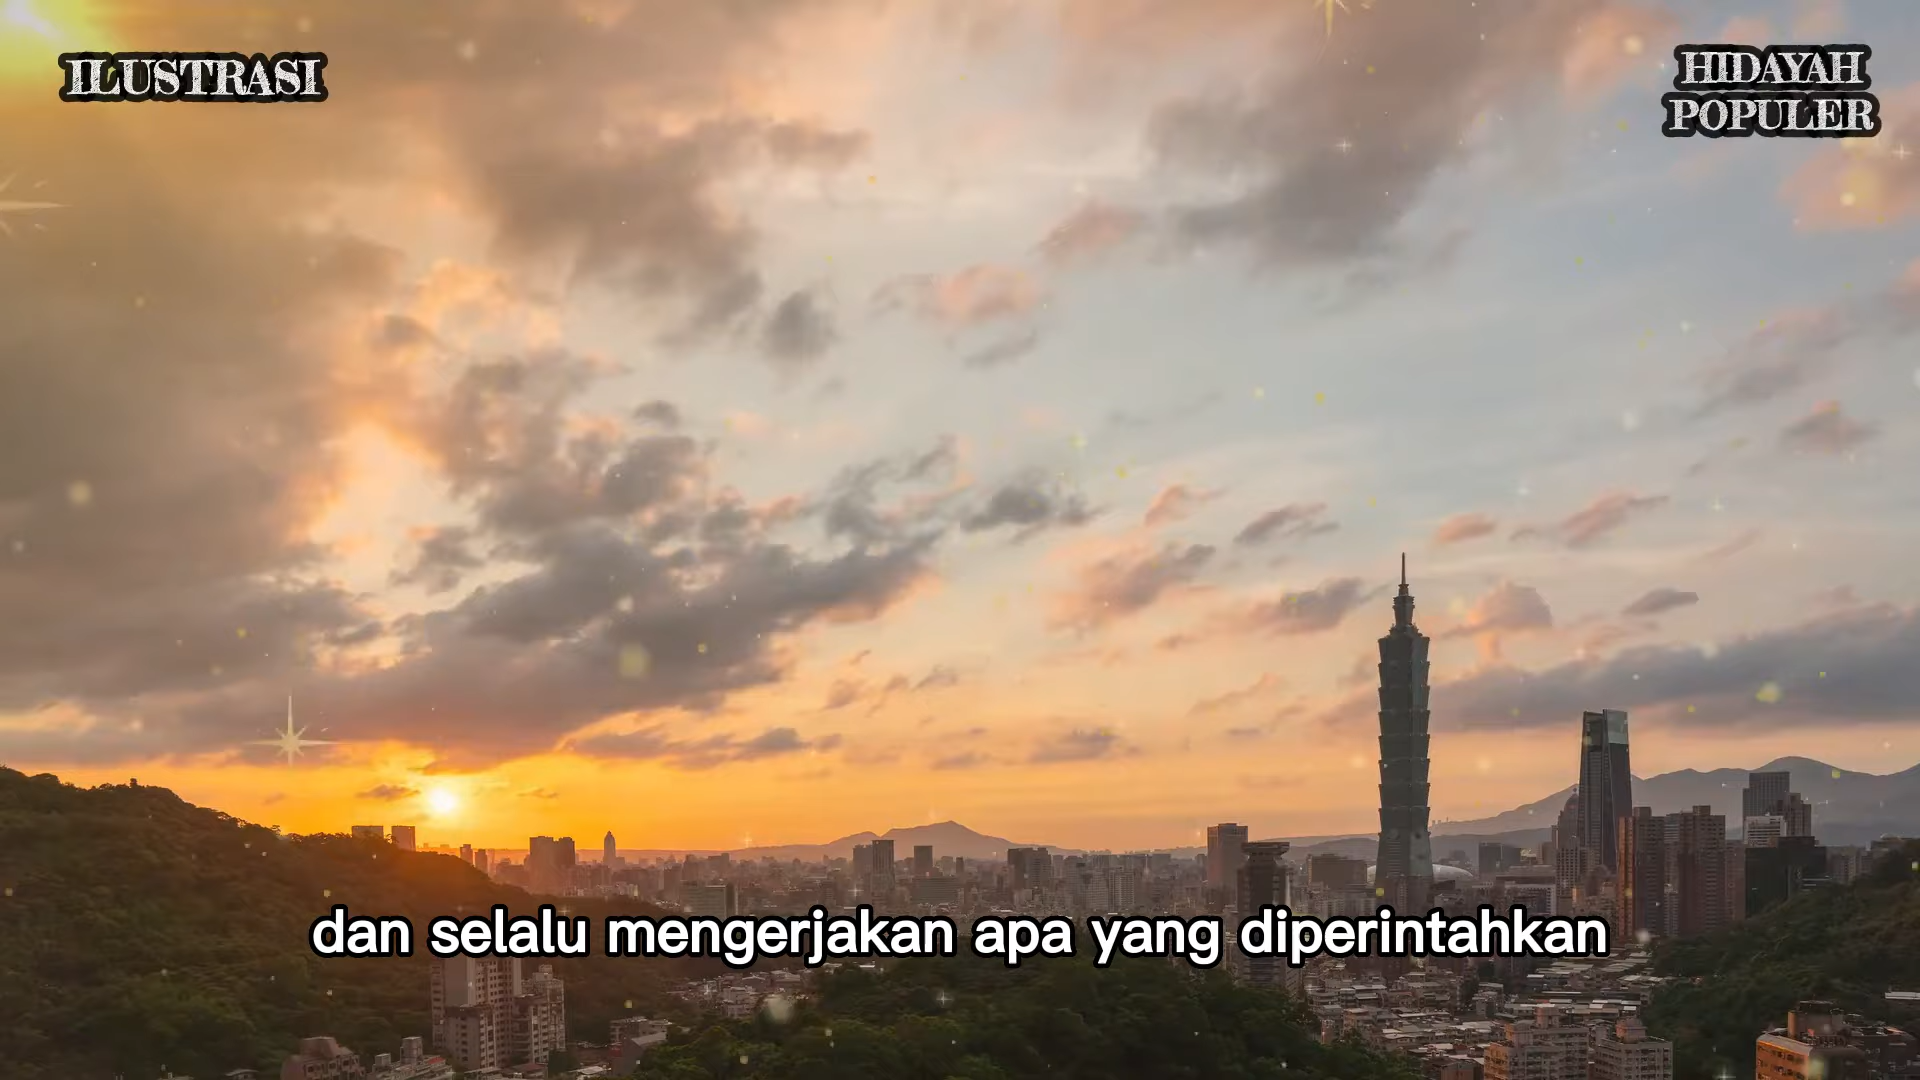 ILUSTRASI
HIDAYAH
POPULER
dan selalu mengerjakan apa yang diperintahkan